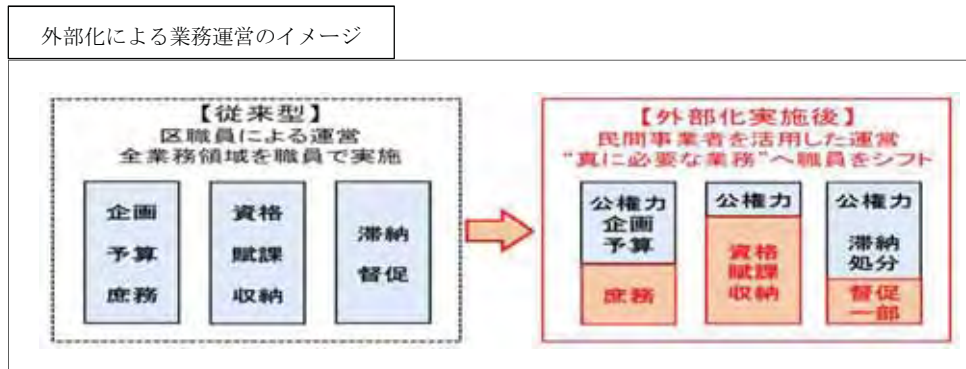 外部化による業務運営のイメージ
【従来型】
区職員による運営
全業務領域を職員で実施
企画
予算
庶務
資格
賦課
収納
滞納
督促
【外部化実施後】
民間事業者を活用した運営
“真に必要な業務”へ職員をシフト
公権力
企画
予算
庶務
公権力
資格
賦課
収納
公権力
滞納
処分
督促
一部